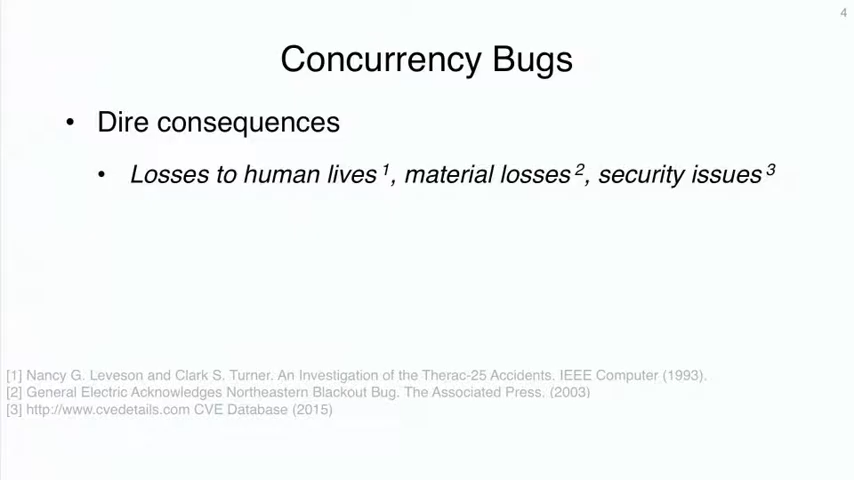 4
Concurrency Bugs
• Dire consequences
• Losses to human lives 1, material losses 2, security issues 3
[1] Nancy G. Leveson and Clark S. Turner. An Investigation of the Therac-25 Accidents. IEEE Computer (1993).
[2] General Electric Acknowledges Northeastern Blackout Bug. The Associated Press. (2003)
[3] http://www.cvedetails.com CVE Database (2015)